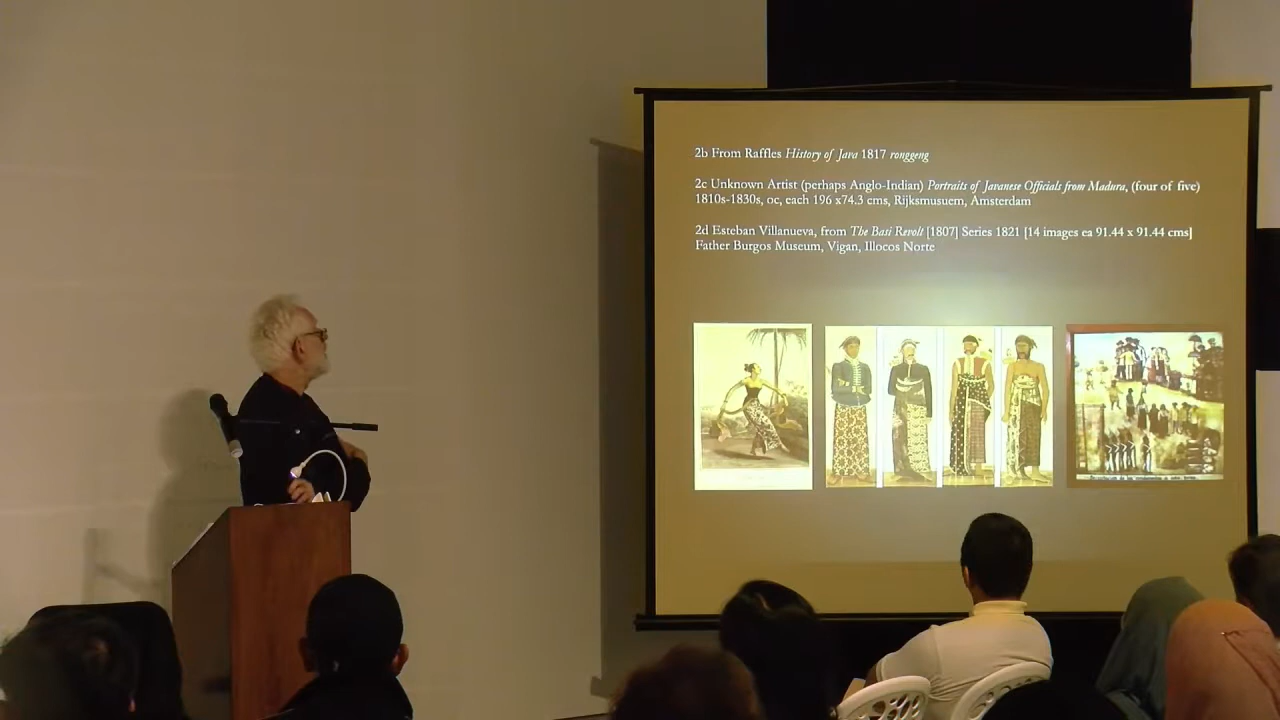 2b From Raffles History of Java 1817 ronggeng
2c Unknown Artist (perhaps Anglo-Indian) Portraits of Javanese Officials from Madura, (four of five)
1810s-1830s, oc, each 196 x74.3 cms, Rijksmusuem, Amsterdam
2d Esteban Villanueva, from The Basi Revolt [1807] Series 1821 [14 images ea 91.44 x 91.44 cms]
Father Burgos Museum, Vigan, Illocos Norte